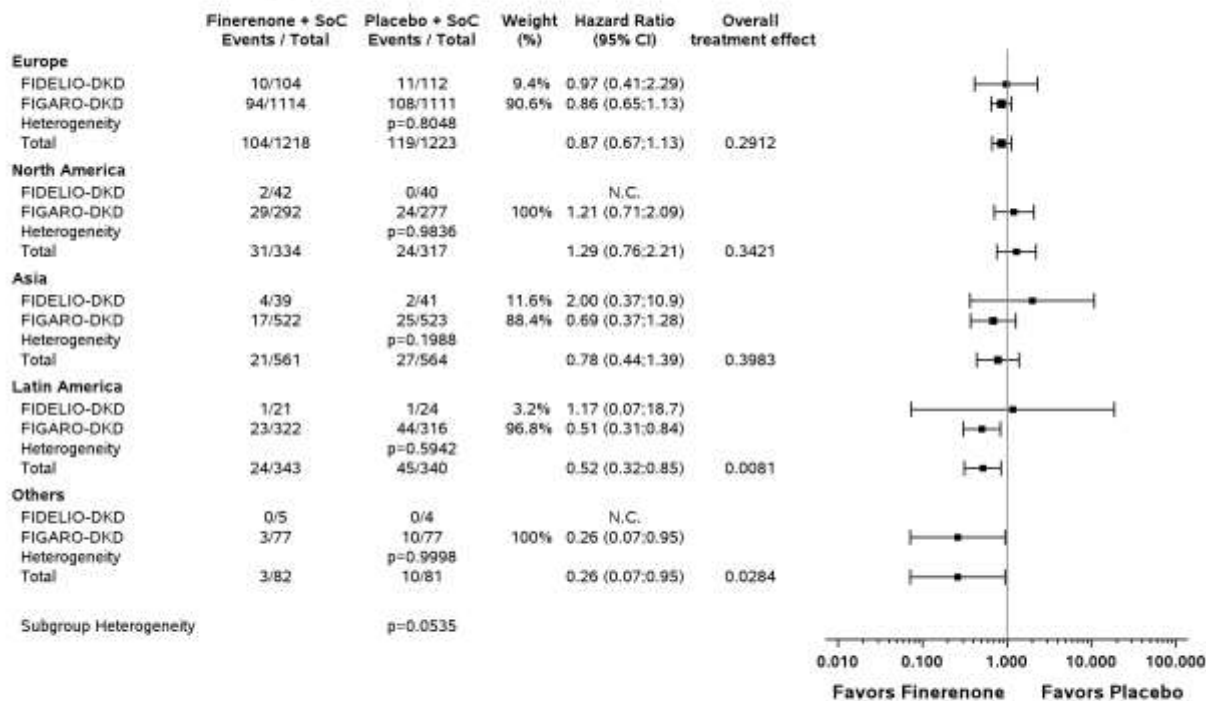 Finerenone + SoC Placebo + SoC Weight Hazard Ratio Overall
Events / Total Events / Total (%) (95% CI) treatment effect
Europe
FIDELIO-DKD 10/104 11/112 9.4% 0.97 (0.41;2.29)
FIGARO-DKD 94/1114 108/1111 90.6% 0.86 (0.65;1.13)
Heterogeneity p=0.8048
Total 104/1218 119/1223 0.87 (0.67;1.13) 0.2912
North America
FIDELIO-DKD 2/42 0/40 N.C.
FIGARO-DKD 29/292 24/277 100% 1.21 (0.71;2.09)
Heterogeneity p=0.9836
Total 31/334 24/317 1.29 (0.76;2.21) 0.3421
Asia
FIDELIO-DKD 4/39 2/41 11.6% 2.00 (0.37;10.9)
FIGARO-DKD 17/522 25/523 88.4% 0.69 (0.37;1.28)
Heterogeneity p=0.1988
Total 21/561 27/564 0.78 (0.44;1.39) 0.3983
Latin America
FIDELIO-DKD 1/21 1/24 3.2% 1.17 (0.07;18.7)
FIGARO-DKD 23/322 44/316 96.8% 0.51 (0.31;0.84)
Heterogeneity p=0.5942
Total 24/343 45/340 0.52 (0.32;0.85) 0.0081
Others
FIDELIO-DKD 0/5 0/4 N.C.
FIGARO-DKD 3/77 10/77 100% 0.26 (0.07;0.95)
Heterogeneity p=0.9998
Total 3/82 10/81 0.26 (0.07;0.95) 0.0284
Subgroup Heterogeneity p=0.0535
0.010 0.100 1.000 10.000 100.000
Favors Finerenone Favors Placebo